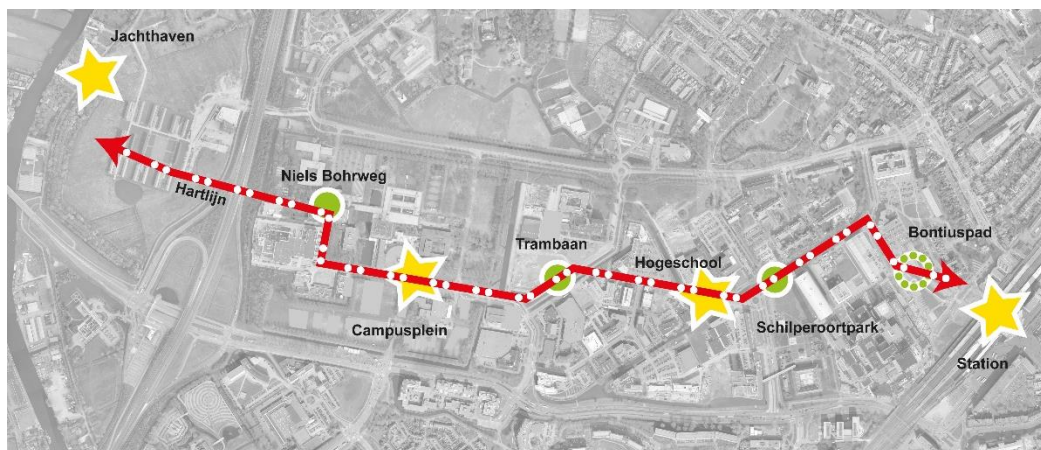 Jachthaven
Niels Bohrweg
Hartlijn
Bontiuspad
Trambaan
Hogeschool
Campusplein
Schilperoortpark
Station